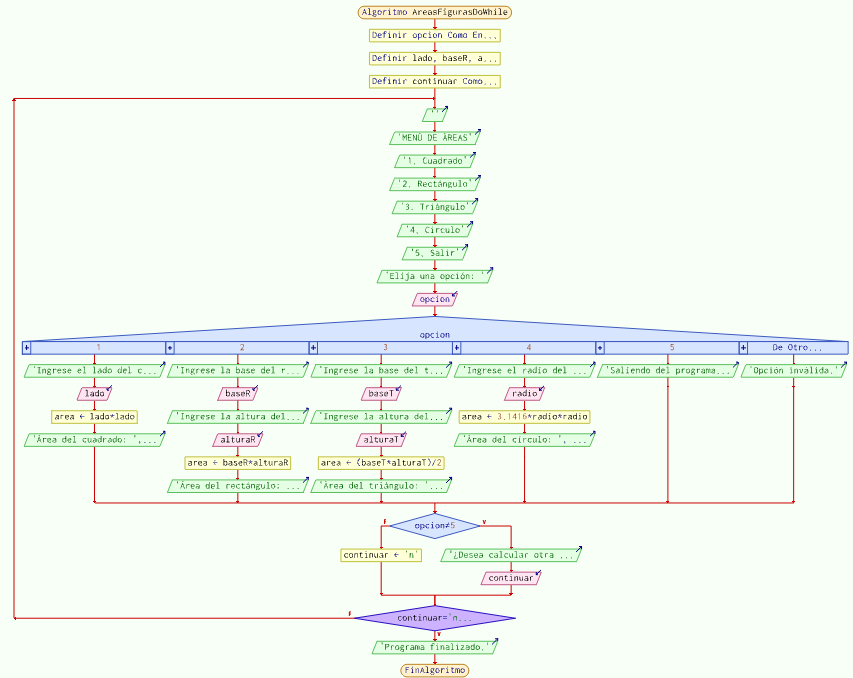 Algoritmo AreasFigurasDoWhile
Definir opcion Como En...
Definir lado, baseR, a...
Definir continuar Como...
''
'MENÚ DE ÁREAS'
'1. Cuadrado'
'2. Rectángulo'
'3. Triángulo'
'4. Círculo'
'5. Salir'
'Elija una opción: '
opcion
opcion
1 2 3 4 5 De Otro...
'Ingrese el lado del c... 'Ingrese la base del r... 'Ingrese la base del t... 'Ingrese el radio del ... 'Saliendo del programa... 'Opción inválida.'
lado baseR baseT radio
area ← lado*lado 'Ingrese la altura del... 'Ingrese la altura del... area ← 3.1416*radio*radio
'Área del cuadrado: ',... alturaR alturaT 'Área del círculo: ', ...
area ← baseR*alturaR area ← (baseT*alturaT)/2
'Área del rectángulo: ... 'Área del triángulo: '...
F opcion≠5 V
continuar ← 'n' '¿Desea calcular otra ...
continuar
F continuar='n...
V
'Programa finalizado.'
FinAlgoritmo